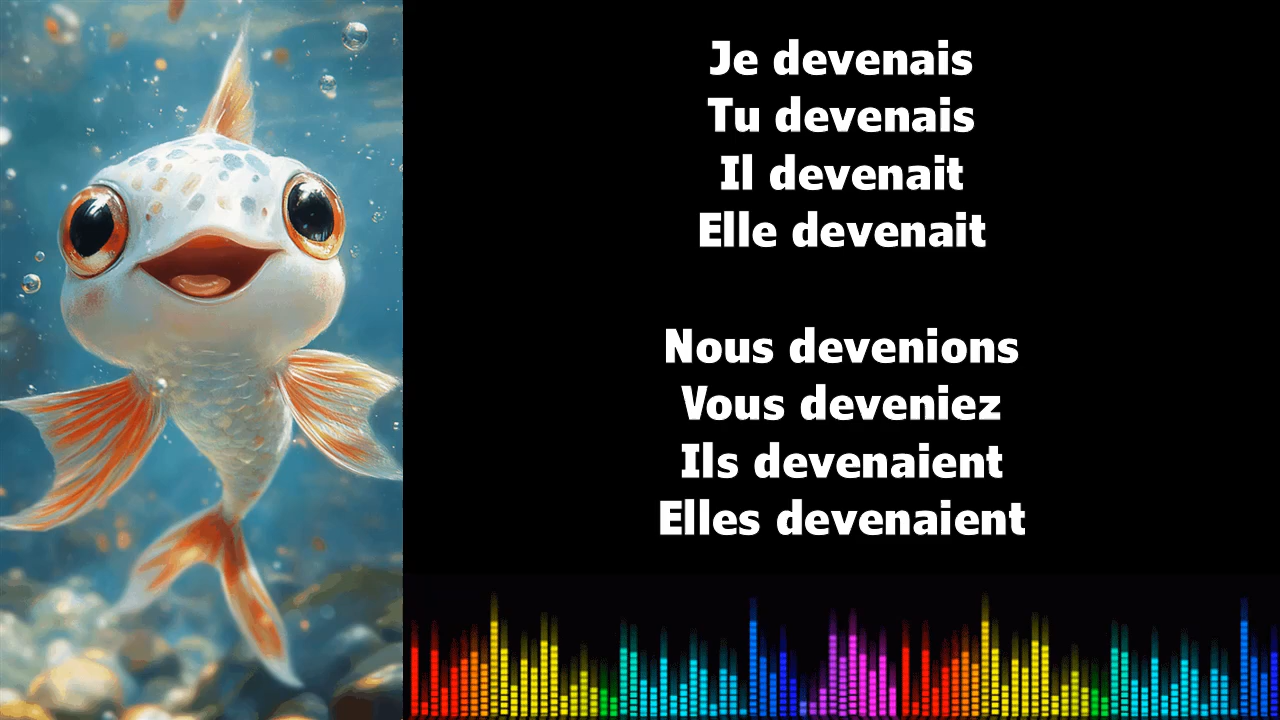 Je devenais
Tu devenais
Il devenait
Elle devenait
Nous devenions
Vous deveniez
Ils devenaient
Elles devenaient